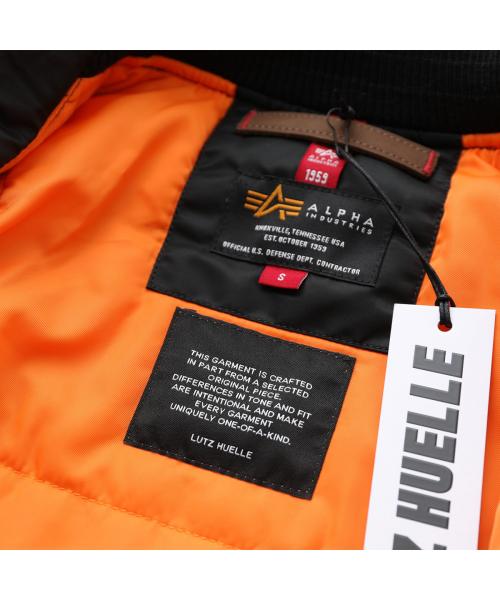 ALPHA
INDUSTRIES
1959
ALPHA
INDUSTRIES
KNOXVILLE, TENNESSEE USA
EST. OCTOBER 1959
OFFICIAL U.S. DEFENSE DEPT. CONTRACTOR
S
THIS GARMENT IS CRAFTED
IN PART FROM A SELECTED
ORIGINAL PIECE.
DIFFERENCES IN TONE AND FIT
ARE INTENTIONAL AND MAKE
EVERY GARMENT
UNIQUELY ONE-OF-A-KIND.
LUTZ HUELLE
Z HUELLE